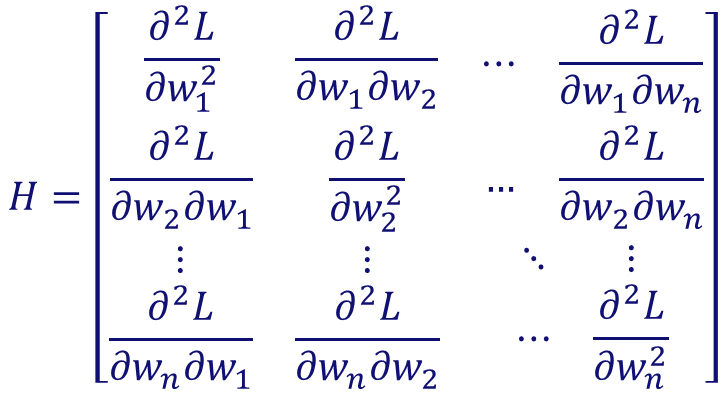 H = [ ∂²L/∂w₁² ∂²L/∂w₁∂w₂ ⋯ ∂²L/∂w₁∂wₙ
∂²L/∂w₂∂w₁ ∂²L/∂w₂² ⋯ ∂²L/∂w₂∂wₙ
⋮ ⋮ ⋱ ⋮
∂²L/∂wₙ∂w₁ ∂²L/∂wₙ∂w₂ ⋯ ∂²L/∂wₙ² ]